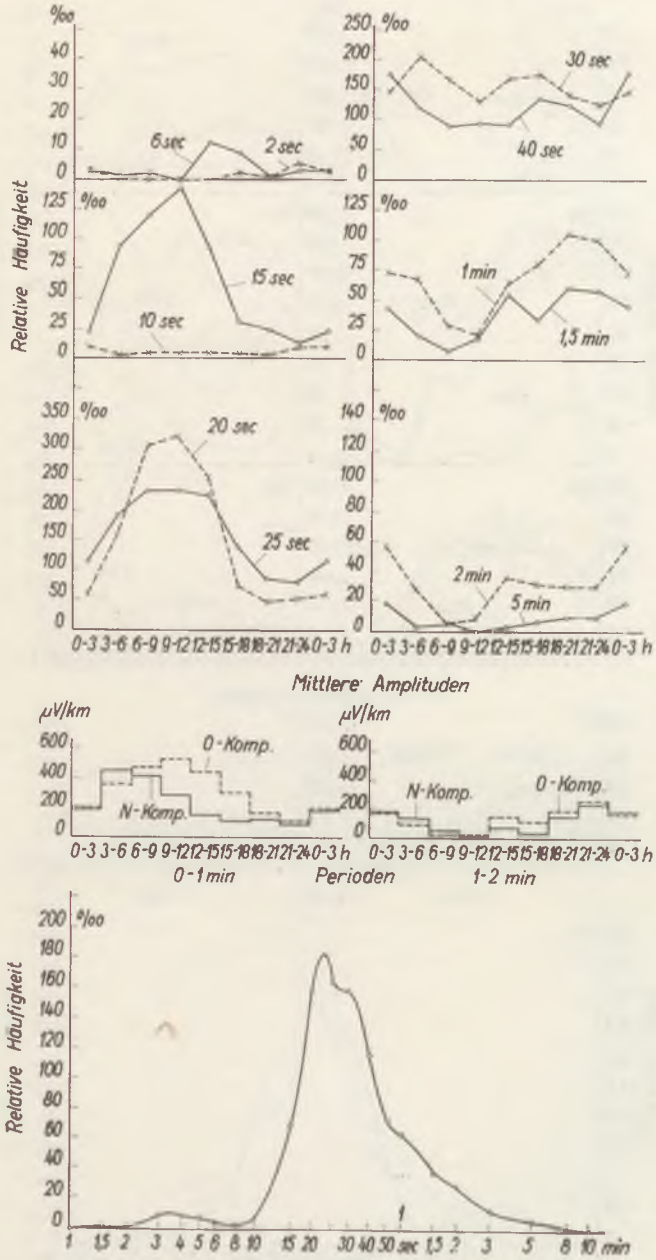 %oo
50
40
30
20
10
0
6 sec
2 sec
%oo
250
200
150
100
50
0
30 sec
40 sec
Relative Häufigkeit
125
%oo
100
75
50
25
0
15 sec
10 sec
125
%oo
100
75
50
25
0
1 min
1,5 min
%oo
350
300
250
200
150
100
50
0
20 sec
25 sec
0-3 3-6 6-9 9-12 12-15 15-18 18-21 21-24 0-3 h
140
%oo
120
100
80
60
40
20
0
2 min
5 min
0-3 3-6 6-9 9-12 12-15 15-18 18-21 21-24 0-3 h
Mittlere Amplituden
µV/km
600
400
200
0
O-Komp.
N-Komp.
0-3 3-6 6-9 9-12 12-15 15-18 18-21 21-24 0-3 h
µV/km
600
400
200
0
N-Komp.
O-Komp.
0-3 3-6 6-9 9-12 12-15 15-18 18-21 21-24 0-3 h
0-1 min Perioden 1-2 min
Relative Häufigkeit
200 %oo
180
160
140
120
100
80
60
40
20
0
1
1 1,5 2 3 4 5 6 8 10 15 20 30 40 50 sec 1,5 2 3 5 8 10 min